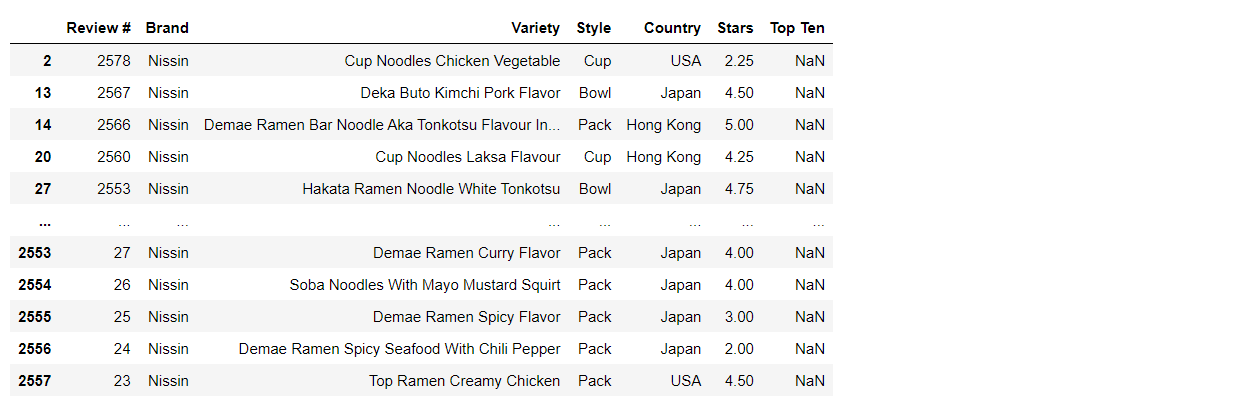 Review # Brand Variety Style Country Stars Top Ten
2 2578 Nissin Cup Noodles Chicken Vegetable Cup USA 2.25 NaN
13 2567 Nissin Deka Buto Kimchi Pork Flavor Bowl Japan 4.50 NaN
14 2566 Nissin Demae Ramen Bar Noodle Aka Tonkotsu Flavour In... Pack Hong Kong 5.00 NaN
20 2560 Nissin Cup Noodles Laksa Flavour Cup Hong Kong 4.25 NaN
27 2553 Nissin Hakata Ramen Noodle White Tonkotsu Bowl Japan 4.75 NaN
... ... ... ... ... ... ... ...
2553 27 Nissin Demae Ramen Curry Flavor Pack Japan 4.00 NaN
2554 26 Nissin Soba Noodles With Mayo Mustard Squirt Pack Japan 4.00 NaN
2555 25 Nissin Demae Ramen Spicy Flavor Pack Japan 3.00 NaN
2556 24 Nissin Demae Ramen Spicy Seafood With Chili Pepper Pack Japan 2.00 NaN
2557 23 Nissin Top Ramen Creamy Chicken Pack USA 4.50 NaN